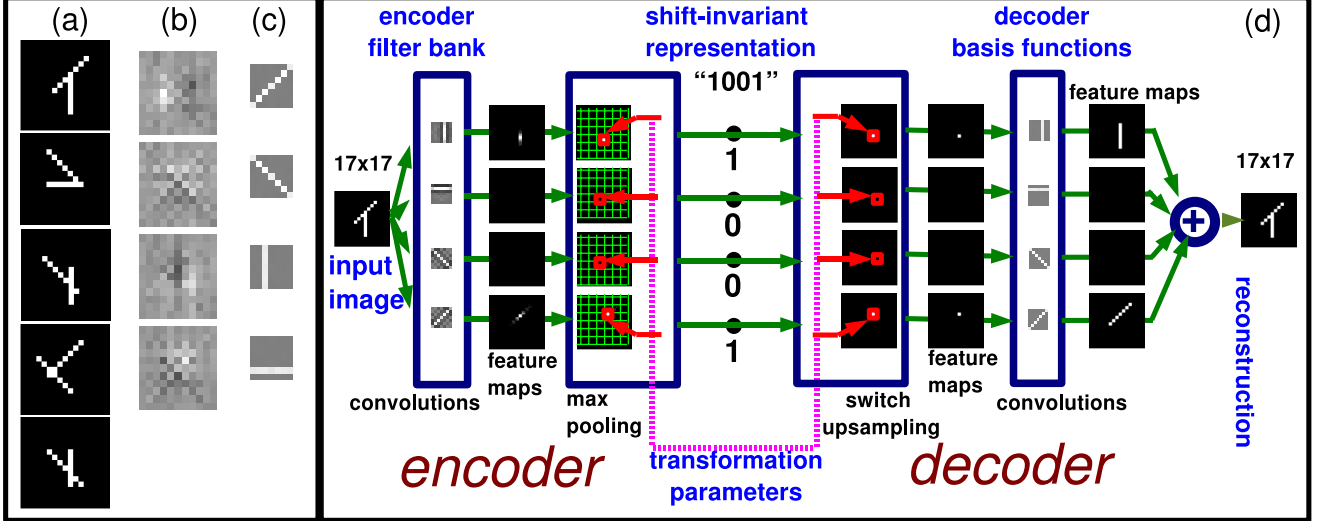 (a)
(b)
(c)
(d)
encoder
filter bank
shift-invariant
representation
“1001”
decoder
basis functions
feature maps
17x17
17x17
1
0
0
1
input
image
feature
maps
convolutions
max
pooling
switch
upsampling
feature
maps
convolutions
reconstruction
encoder
transformation
parameters
decoder